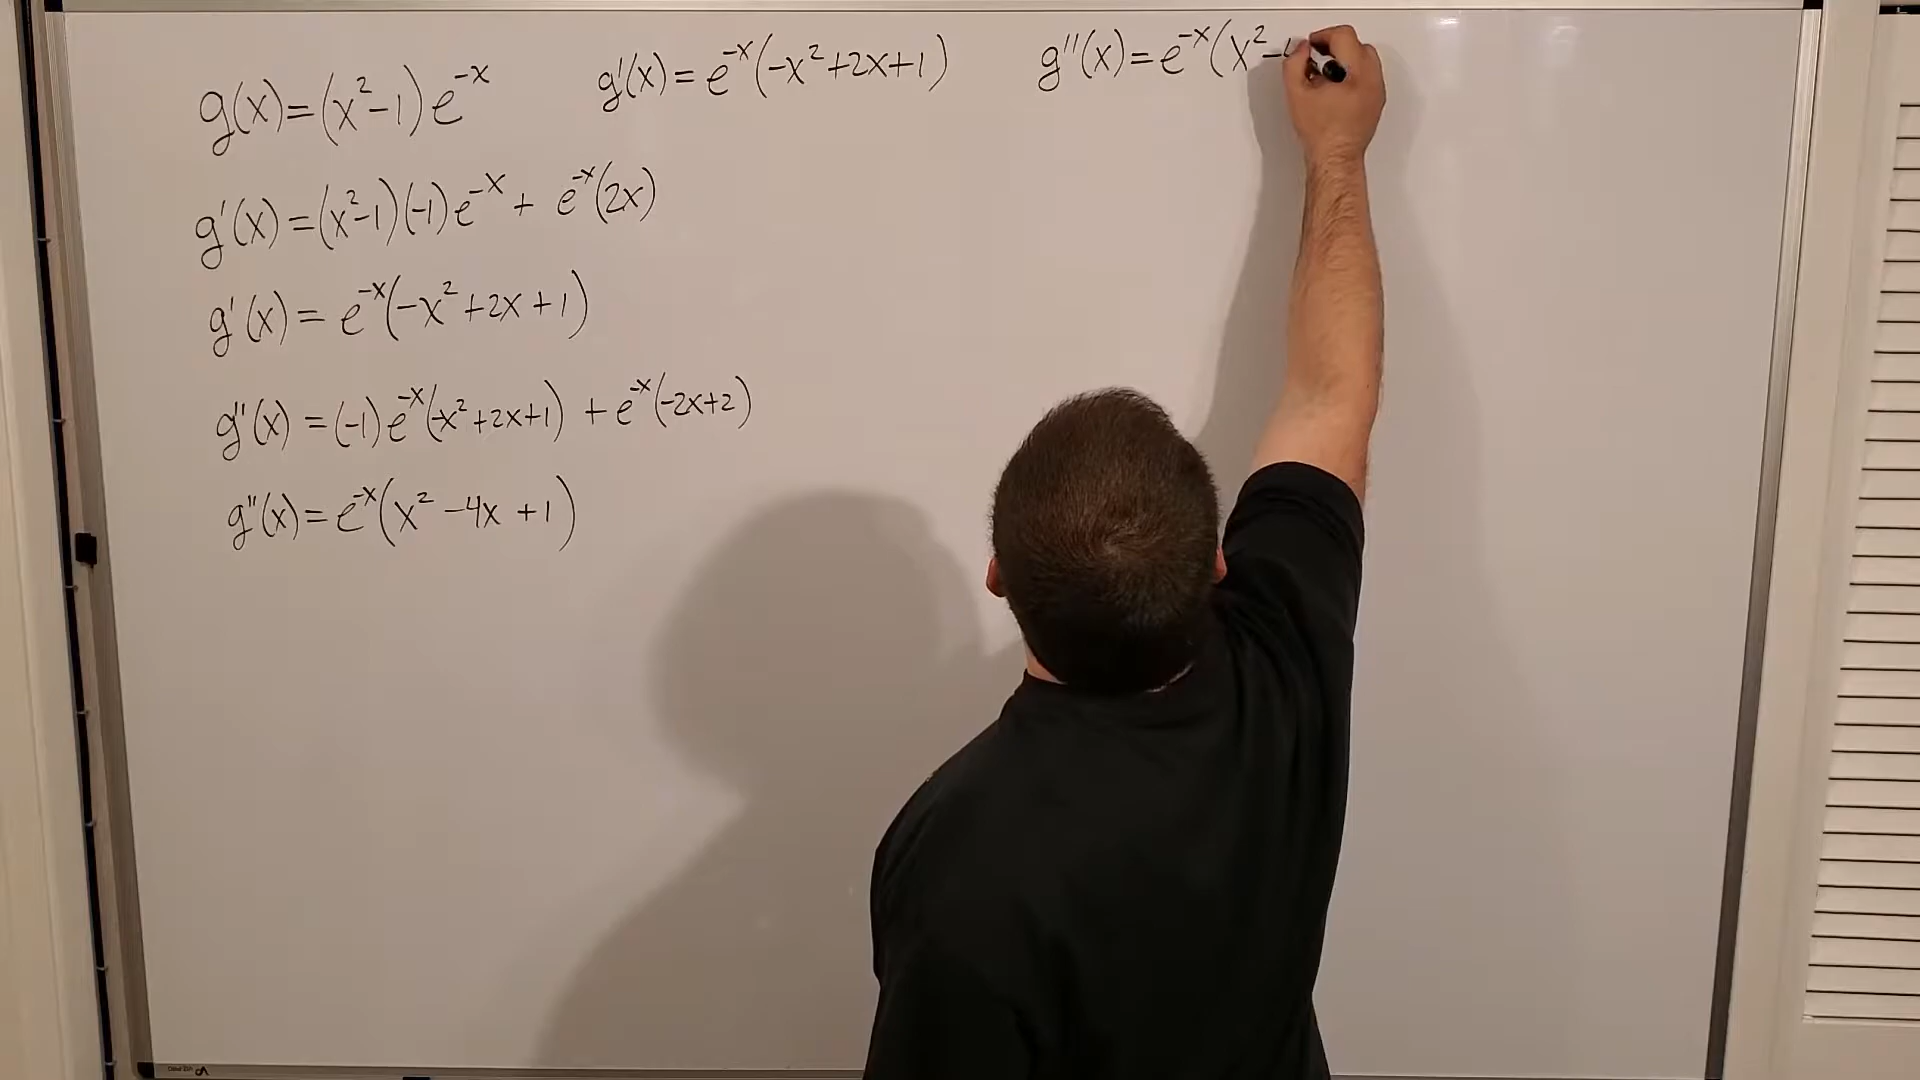 g(x)=(x²-1)e⁻ˣ
g'(x)=e⁻ˣ(-x²+2x+1)
g''(x)=e⁻ˣ(x²-
g'(x)=(x²-1)(-1)e⁻ˣ+ e⁻ˣ(2x)
g'(x)= e⁻ˣ(-x²+2x+1)
g''(x)=(-1)e⁻ˣ(-x²+2x+1) +e⁻ˣ(-2x+2)
g''(x)=e⁻ˣ(x²-4x+1)